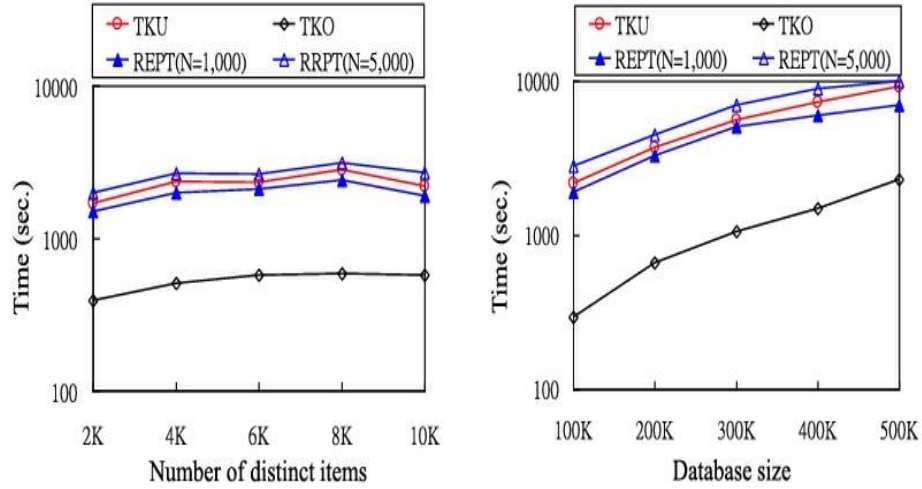 TKU TKO
REPT(N=1,000) RRPT(N=5,000)
10000
1000
100
Time (sec.)
2K 4K 6K 8K 10K
Number of distinct items
TKU TKO
REPT(N=1,000) REPT(N=5,000)
10000
1000
100
Time (sec.)
100K 200K 300K 400K 500K
Database size